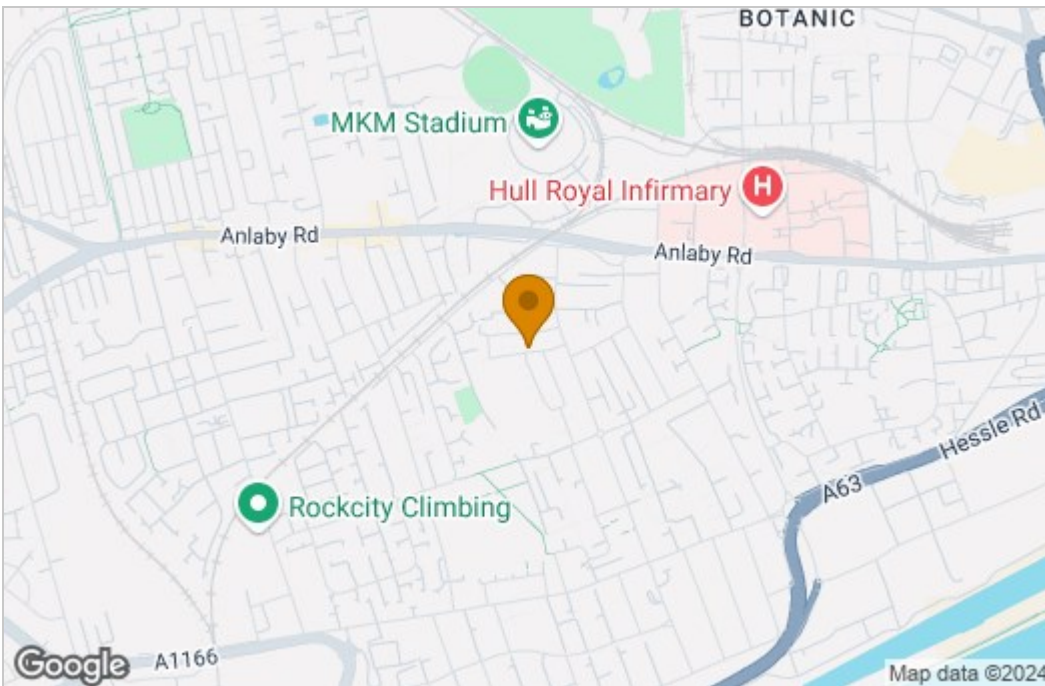 BOTANIC
MKM Stadium
Hull Royal Infirmary
H
Anlaby Rd
Anlaby Rd
Hessle Rd
A63
Rockcity Climbing
A1166
Google
Map data ©2024